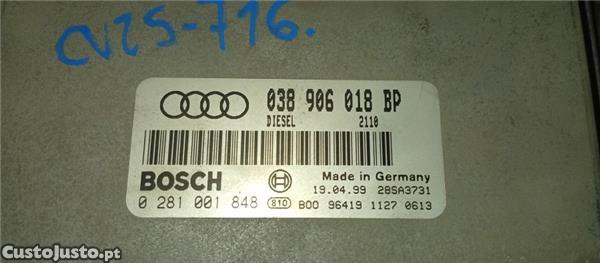 CV25-716.
038 906 018 BP
DIESEL 2110
BOSCH
Made in Germany
19.04.99 28SA3731
0 281 001 848 810 B00 96419 1127 0613
CustoJusto.pt